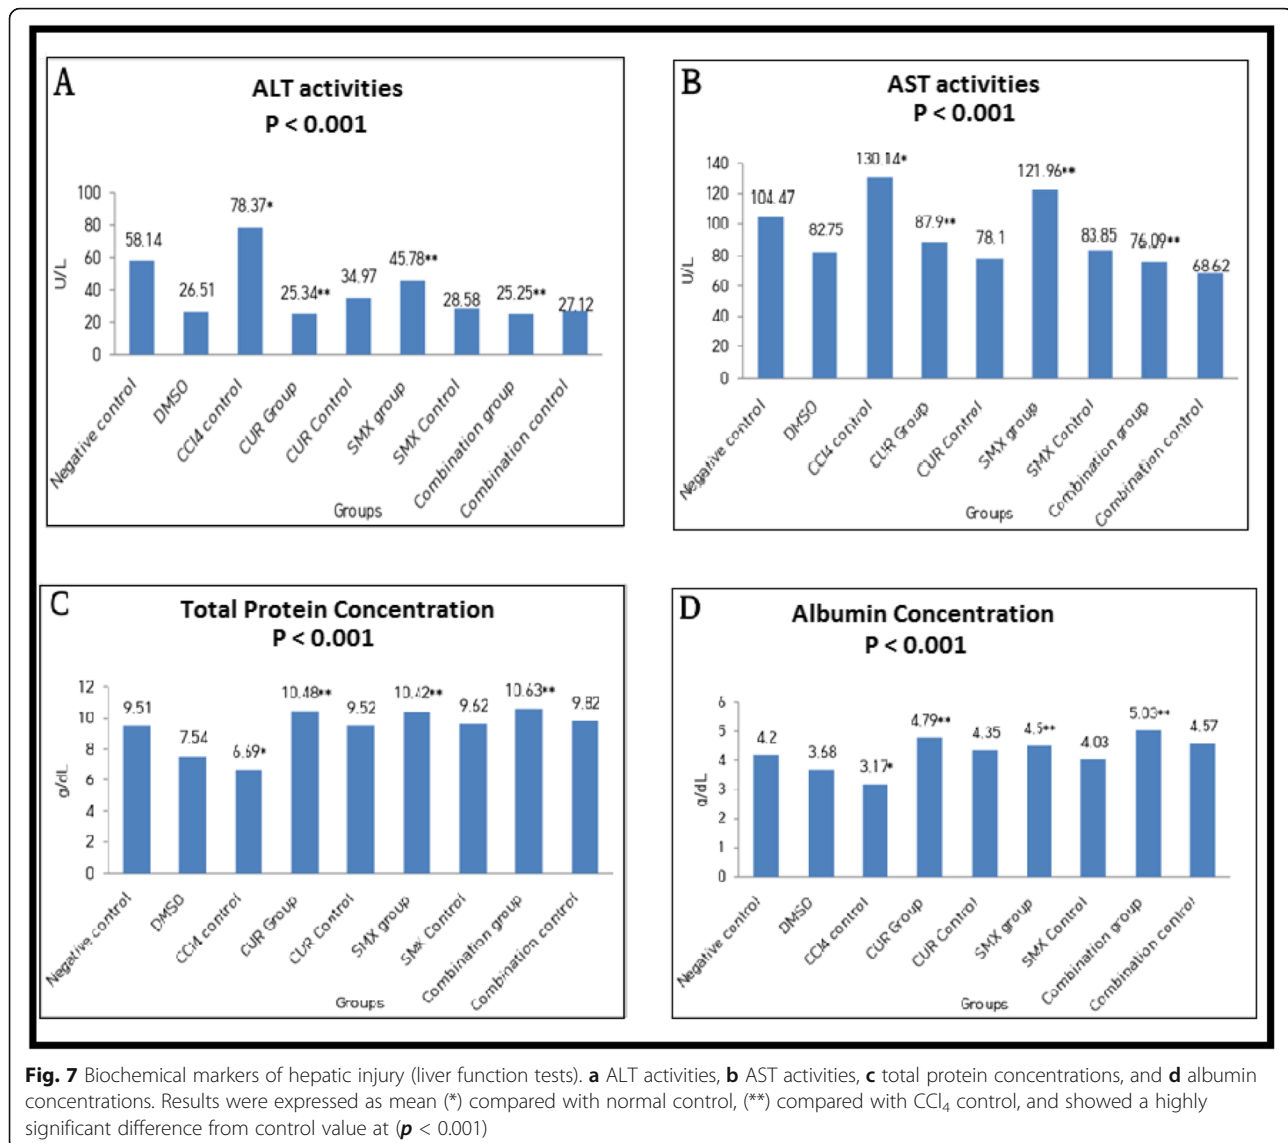 A
ALT activities
P < 0.001
100
80
60
40
20
0
U/L
58.14
26.51
78.37*
25.34**
34.97
45.78**
28.58
25.25**
27.12
Negative control
DMSO
CCl4 control
CUR Group
CUR Control
SMX group
SMX Control
Combination group
Combination control
Groups
B
AST activities
P < 0.001
140
120
100
80
60
40
20
0
U/L
104.47
82.75
130.14*
87.9**
78.1
121.96**
83.85
76.09**
68.62
Negative control
DMSO
CCl4 control
CUR Group
CUR Control
SMX group
SMX Control
Combination group
Combination control
Groups
C
Total Protein Concentration
P < 0.001
12
10
8
6
4
2
0
g/dL
9.51
7.54
6.69*
10.48**
9.52
10.42**
9.62
10.63**
9.82
Negative control
DMSO
CCl4 control
CUR Group
CUR Control
SMX group
SMX Control
Combination group
Combination control
Groups
D
Albumin Concentration
P < 0.001
6
5
4
3
2
1
0
g/dL
4.2
3.68
3.17*
4.79**
4.35
4.5**
4.03
5.03**
4.57
Negative control
DMSO
CCl4 control
CUR Group
CUR Control
SMX group
SMX Control
Combination group
Combination control
Groups
Fig. 7 Biochemical markers of hepatic injury (liver function tests). a ALT activities, b AST activities, c total protein concentrations, and d albumin
concentrations. Results were expressed as mean (*) compared with normal control, (**) compared with CCl₄ control, and showed a highly
significant difference from control value at (p < 0.001)